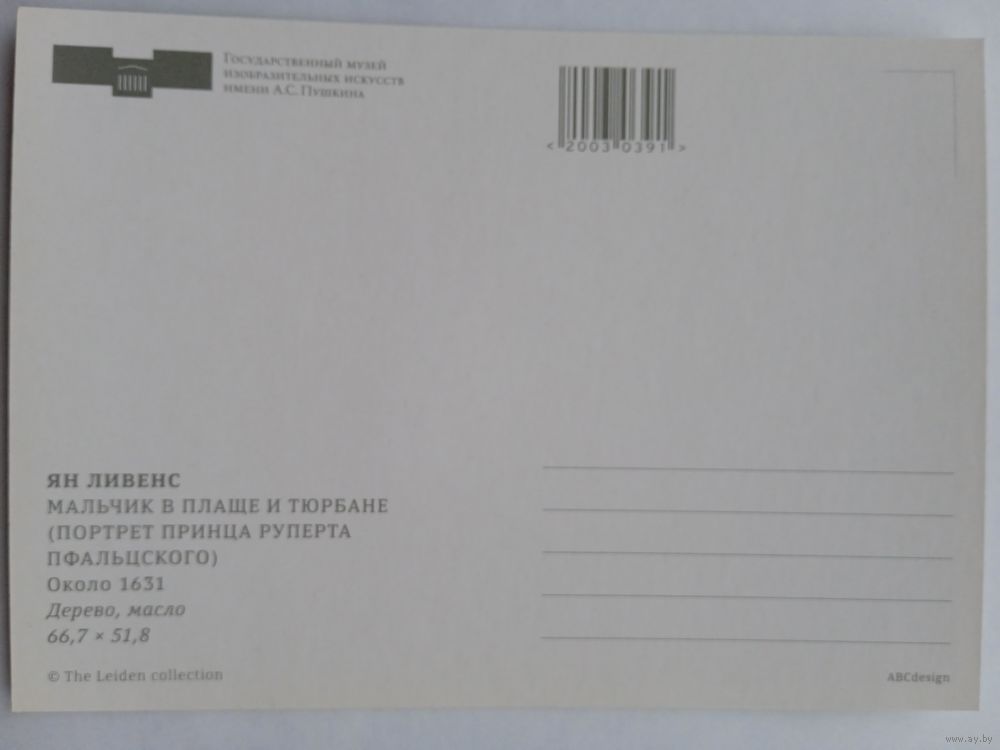 Государственный музей
изобразительных искусств
имени А.С. Пушкина
< 2003 0391 >
ЯН ЛИВЕНС
МАЛЬЧИК В ПЛАЩЕ И ТЮРБАНЕ
(ПОРТРЕТ ПРИНЦА РУПЕРТА
ПФАЛЬЦСКОГО)
Около 1631
Дерево, масло
66,7 × 51,8
© The Leiden collection
ABCdesign
www.ay.by